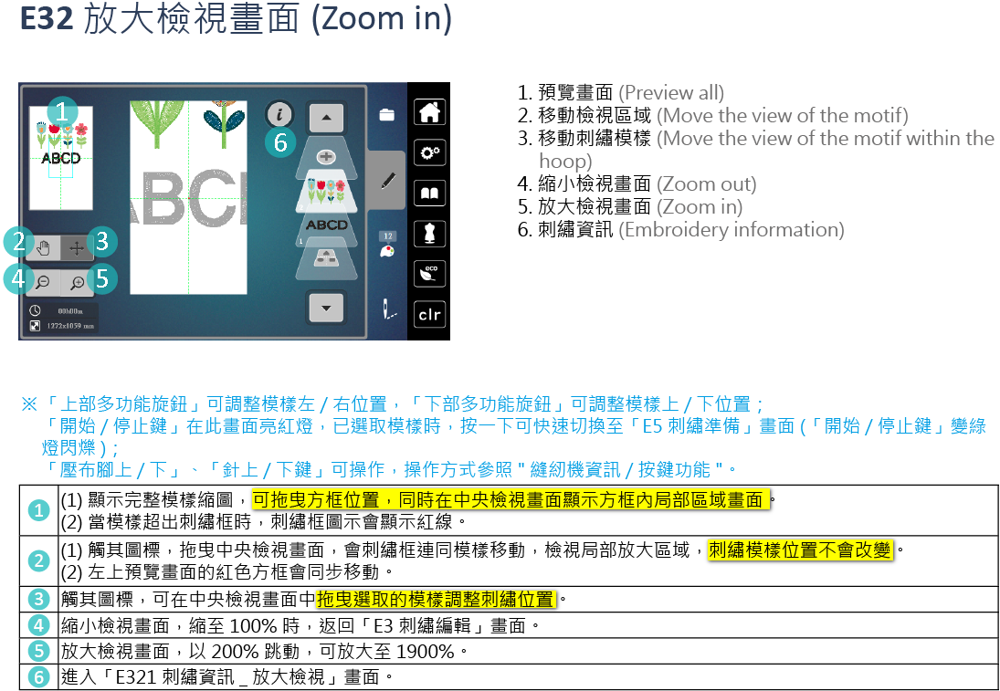 E32 放大檢視畫面 (Zoom in)
1
ABCD
2
3
4
5
00h00m
1272x1059 mm
ABC
i
6
ABCD
1
12
eco
clr
1. 預覽畫面 (Preview all)
2. 移動檢視區域 (Move the view of the motif)
3. 移動刺繡模樣 (Move the view of the motif within the
hoop)
4. 縮小檢視畫面 (Zoom out)
5. 放大檢視畫面 (Zoom in)
6. 刺繡資訊 (Embroidery information)
※「上部多功能旋鈕」可調整模樣左 / 右位置，「下部多功能旋鈕」可調整模樣上 / 下位置；
「開始 / 停止鍵」在此畫面亮紅燈，已選取模樣時，按一下可快速切換至「E5 刺繡準備」畫面 (「開始 / 停止鍵」變綠
燈閃爍 )；
「壓布腳上 / 下」、「針上 / 下鍵」可操作，操作方式參照 " 縫紉機資訊 / 按鍵功能 "。
1 (1) 顯示完整模樣縮圖，可拖曳方框位置，同時在中央檢視畫面顯示方框內局部區域畫面。
(2) 當模樣超出刺繡框時，刺繡框圖示會顯示紅線。
2 (1) 觸其圖標，拖曳中央檢視畫面，會刺繡框連同模樣移動，檢視局部放大區域，刺繡模樣位置不會改變。
(2) 左上預覽畫面的紅色方框會同步移動。
3 觸其圖標，可在中央檢視畫面中拖曳選取的模樣調整刺繡位置。
4 縮小檢視畫面，縮至 100% 時，返回「E3 刺繡編輯」畫面。
5 放大檢視畫面，以 200% 跳動，可放大至 1900%。
6 進入「E321 刺繡資訊 _ 放大檢視」畫面。